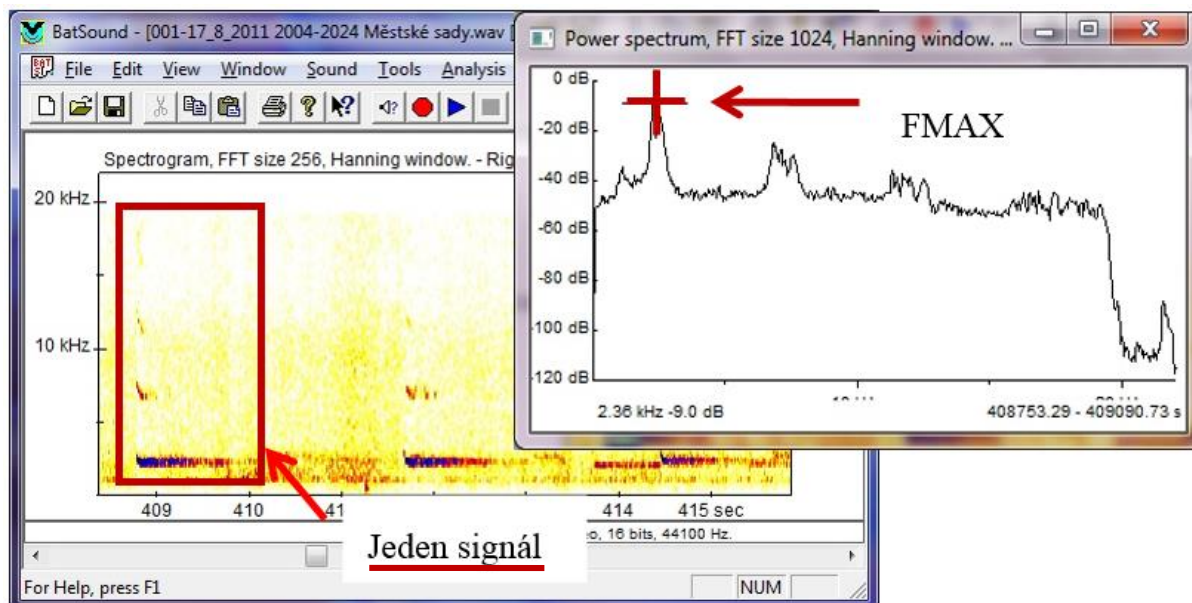 BatSound - [001-17_8_2011 2004-2024 Městské sady.wav [
File Edit View Window Sound Tools Analysis
Spectrogram, FFT size 256, Hanning window. - Rig
20 kHz
10 kHz
409 410 41 414 415 sec
eo, 16 bits, 44100 Hz.
Jeden signál
For Help, press F1
NUM
Power spectrum, FFT size 1024, Hanning window. ...
0 dB
-20 dB
-40 dB
-60 dB
-80 dB
-100 dB
-120 dB
FMAX
2.36 kHz -9.0 dB
408753.29 - 409090.73 s